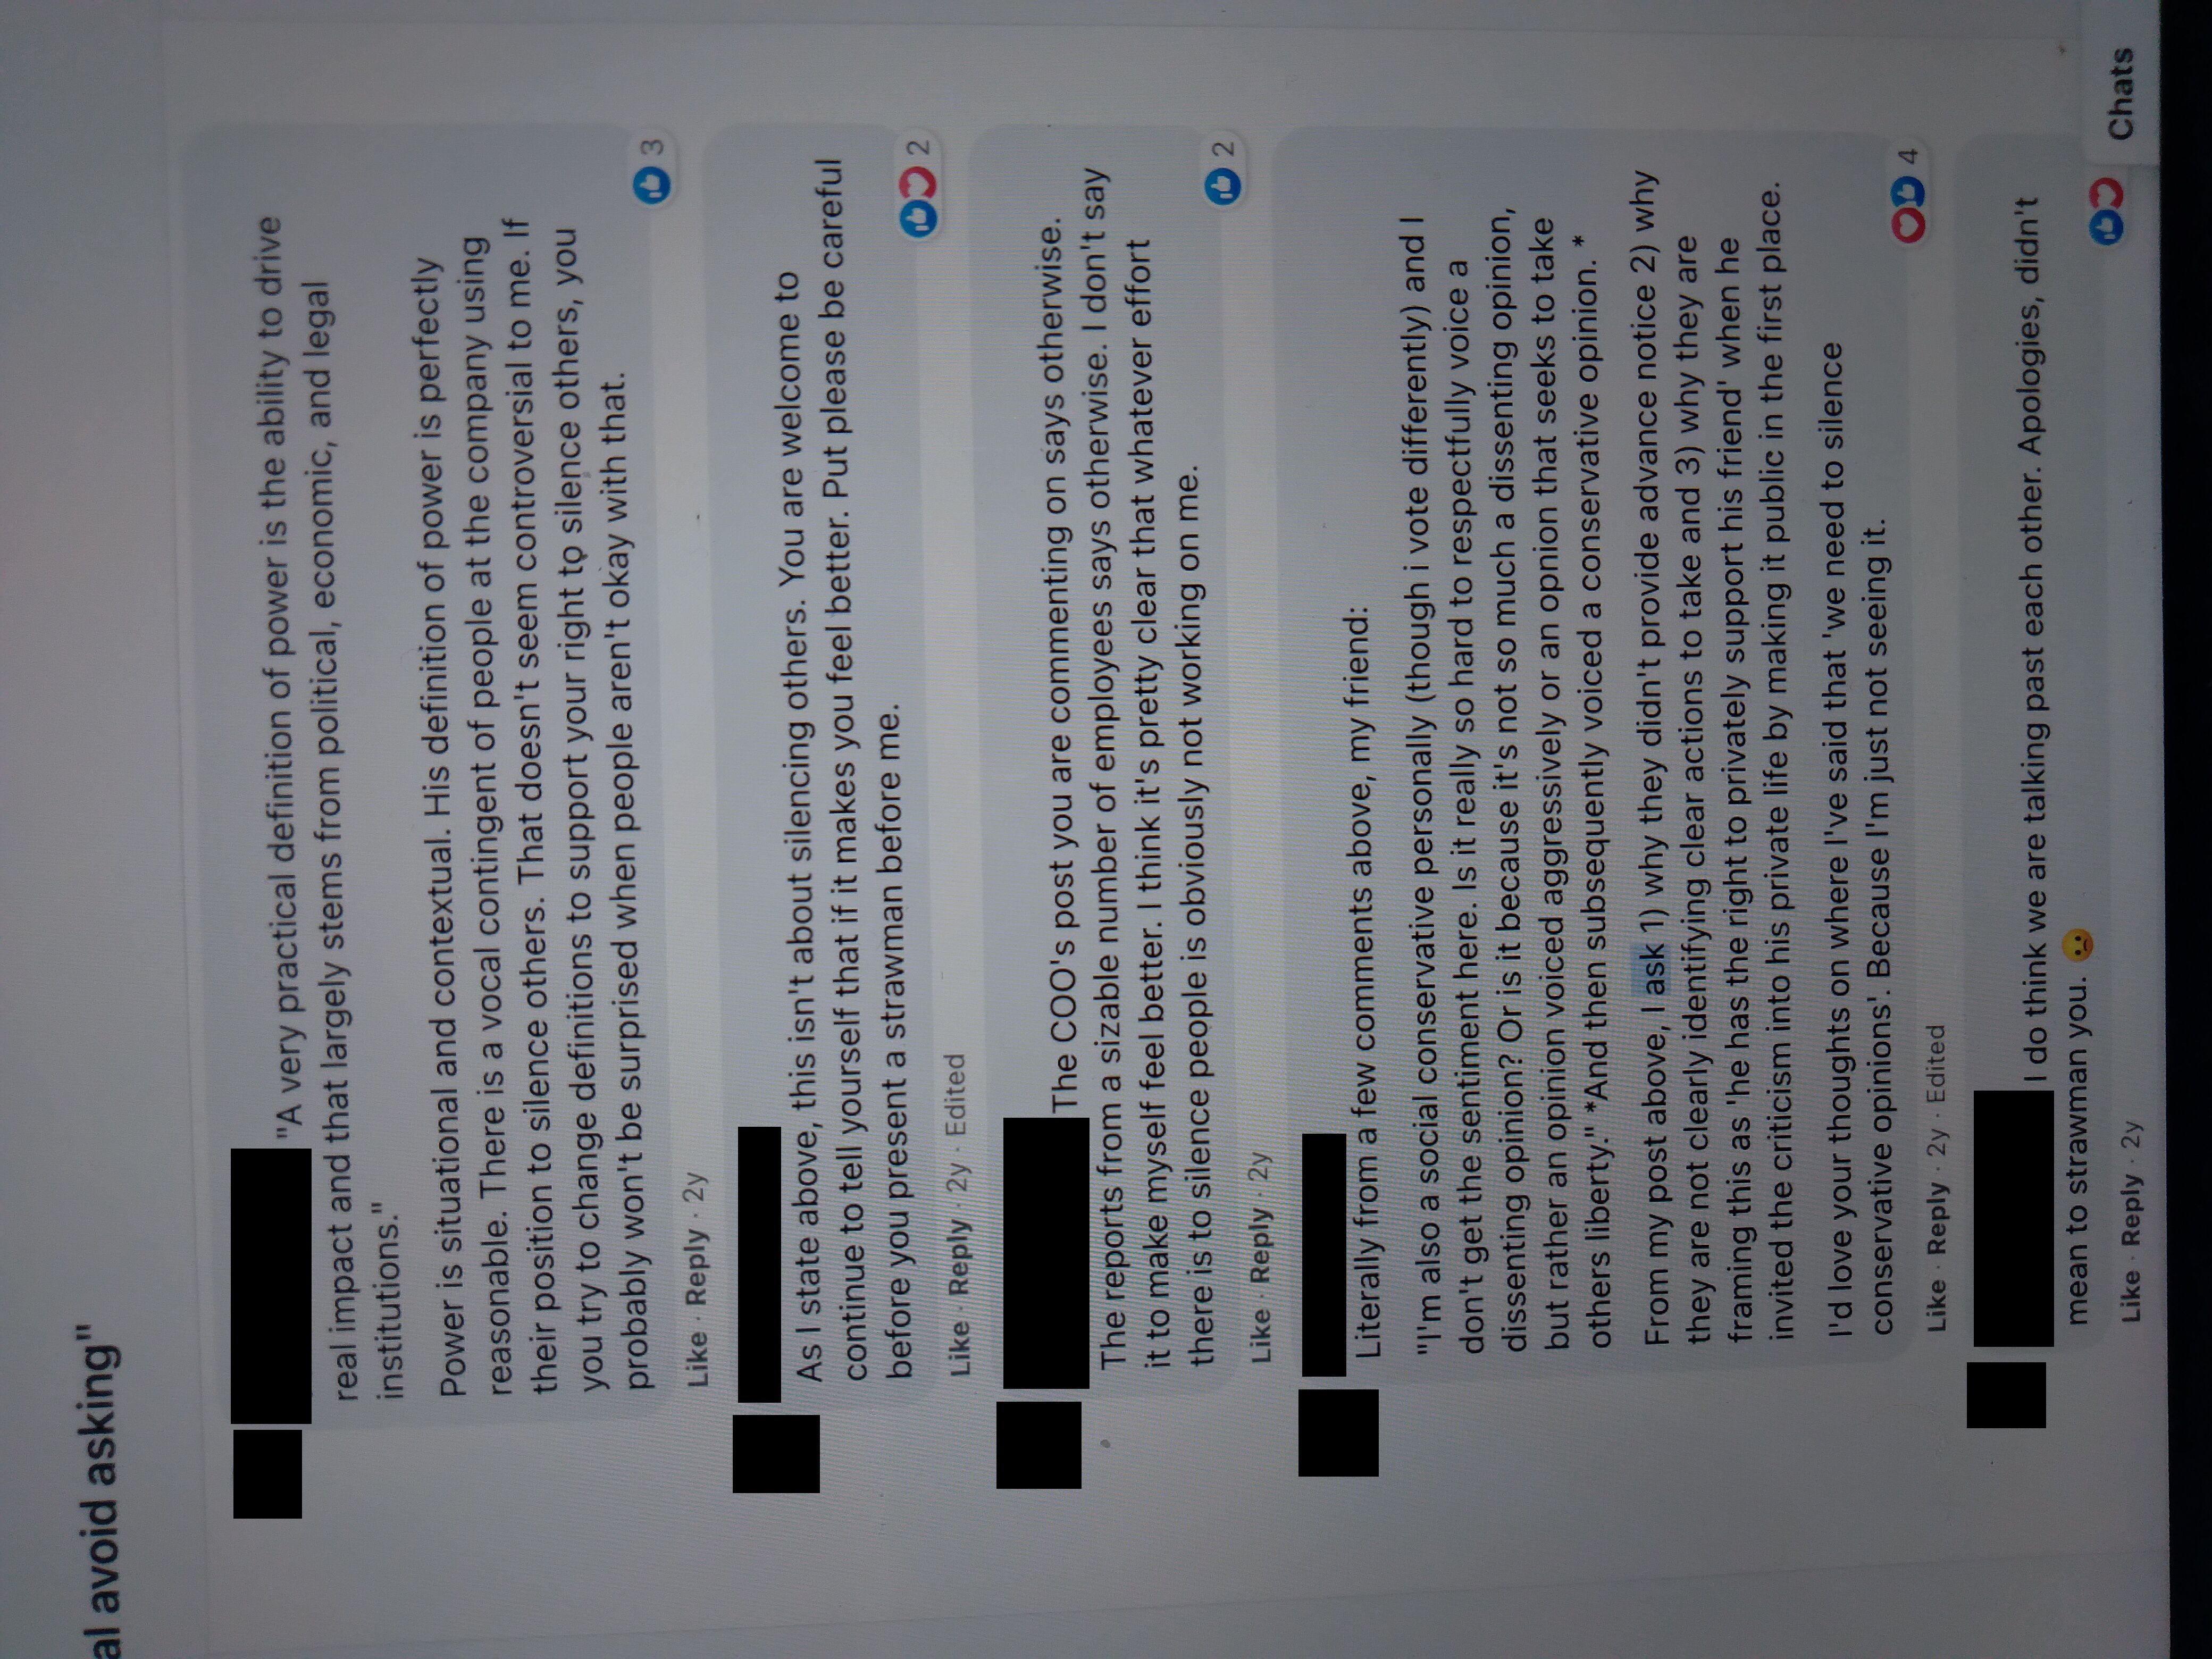 al avoid asking"
"A very practical definition of power is the ability to drive
real impact and that largely stems from political, economic, and legal
institutions."
Power is situational and contextual. His definition of power is perfectly
reasonable. There is a vocal contingent of people at the company using
their position to silence others. That doesn't seem controversial to me. If
you try to change definitions to support your right to silence others, you
probably won't be surprised when people aren't okay with that.
3
Like · Reply · 2y
As I state above, this isn't about silencing others. You are welcome to
continue to tell yourself that if it makes you feel better. Put please be careful
before you present a strawman before me.
2
Like · Reply · 2y · Edited
The COO's post you are commenting on says otherwise.
The reports from a sizable number of employees says otherwise. I don't say
it to make myself feel better. I think it's pretty clear that whatever effort
there is to silence people is obviously not working on me.
2
Like · Reply · 2y
Literally from a few comments above, my friend:
"I'm also a social conservative personally (though i vote differently) and I
don't get the sentiment here. Is it really so hard to respectfully voice a
dissenting opinion? Or is it because it's not so much a dissenting opinion,
but rather an opinion voiced aggressively or an opnion that seeks to take
others liberty." *And then subsequently voiced a conservative opinion. *
From my post above, I ask 1) why they didn't provide advance notice 2) why
they are not clearly identifying clear actions to take and 3) why they are
framing this as 'he has the right to privately support his friend' when he
invited the criticism into his private life by making it public in the first place.
I'd love your thoughts on where I've said that 'we need to silence
conservative opinions'. Because I'm just not seeing it.
4
Like · Reply · 2y · Edited
I do think we are talking past each other. Apologies, didn't
mean to strawman you. 🙁
Like · Reply · 2y
Chats